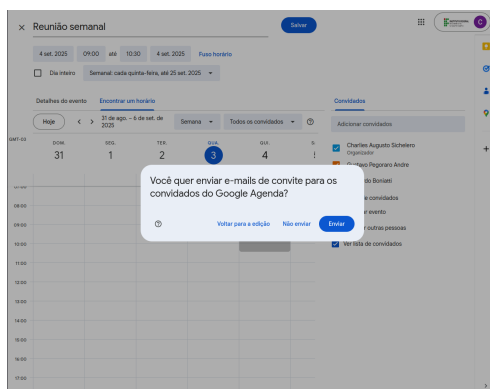 Reunião semanal
Salvar
C
4 set. 2025 09:00 até 10:30 4 set. 2025 Fuso horário
Dia inteiro Semanal: cada quinta-feira, até 25 set. 2025
Detalhes do evento Encontrar um horário
Convidados
Hoje 31 de ago. – 6 de set. de 2025 Semana Todos os convidados
Adicionar convidados
GMT-03
DOM. SEG. TER. QUA. QUI.
31 1 2 3 4
Charlles Augusto Sichelero
Organizador
Gustavo Pegoraro Andre
do Boniatti
Você quer enviar e-mails de convite para os
convidados do Google Agenda?
Voltar para a edição Não enviar Enviar
e convidados
evento
outras pessoas
Ver lista de convidados
08:00
09:00
10:00
11:00
12:00
13:00
14:00
15:00
16:00
17:00